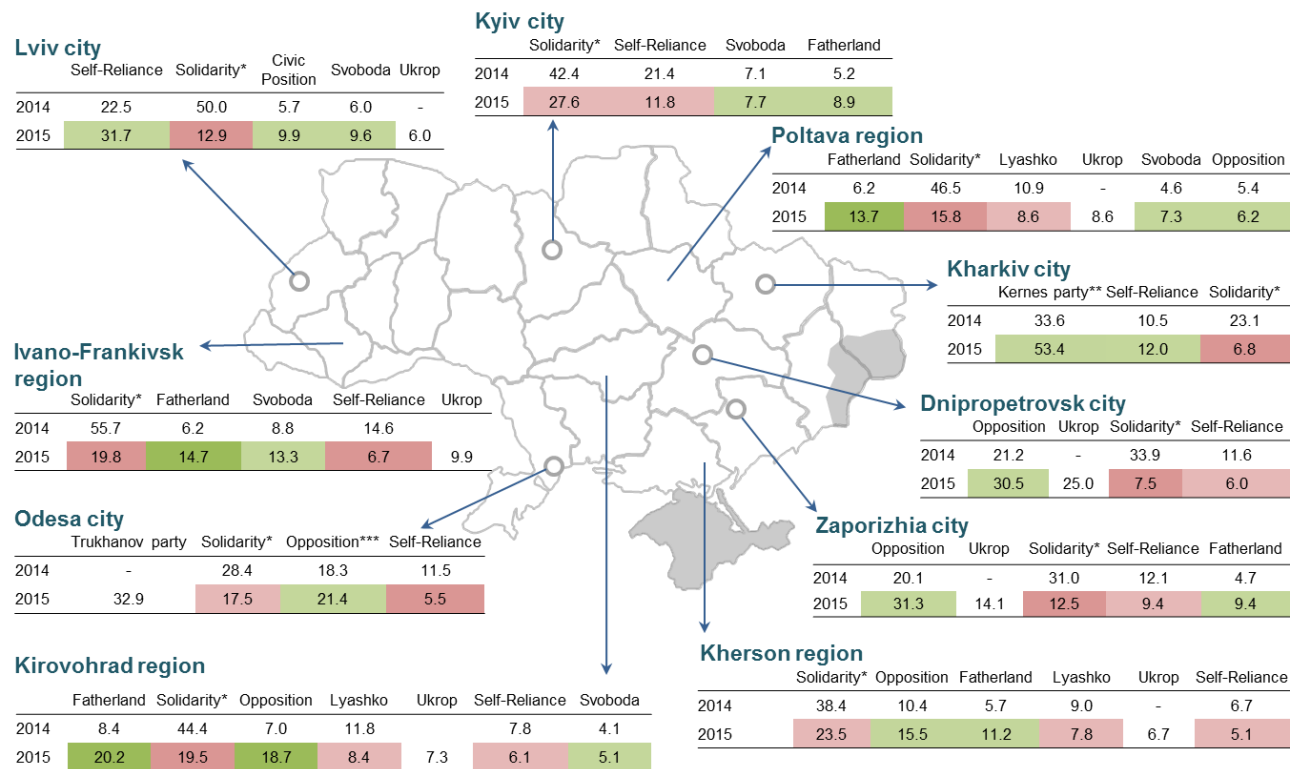 Lviv city
Self-Reliance Solidarity* Civic Position Svoboda Ukrop
2014 22.5 50.0 5.7 6.0 -
2015 31.7 12.9 9.9 9.6 6.0
Kyiv city
Solidarity* Self-Reliance Svoboda Fatherland
2014 42.4 21.4 7.1 5.2
2015 27.6 11.8 7.7 8.9
Poltava region
Fatherland Solidarity* Lyashko Ukrop Svoboda Opposition
2014 6.2 46.5 10.9 - 4.6 5.4
2015 13.7 15.8 8.6 8.6 7.3 6.2
Kharkiv city
Kernes party** Self-Reliance Solidarity*
2014 33.6 10.5 23.1
2015 53.4 12.0 6.8
Ivano-Frankivsk
region
Solidarity* Fatherland Svoboda Self-Reliance Ukrop
2014 55.7 6.2 8.8 14.6
2015 19.8 14.7 13.3 6.7 9.9
Dnipropetrovsk city
Opposition Ukrop Solidarity* Self-Reliance
2014 21.2 - 33.9 11.6
2015 30.5 25.0 7.5 6.0
Odesa city
Trukhanov party Solidarity* Opposition*** Self-Reliance
2014 - 28.4 18.3 11.5
2015 32.9 17.5 21.4 5.5
Zaporizhia city
Opposition Ukrop Solidarity* Self-Reliance Fatherland
2014 20.1 - 31.0 12.1 4.7
2015 31.3 14.1 12.5 9.4 9.4
Kirovohrad region
Fatherland Solidarity* Opposition Lyashko Ukrop Self-Reliance Svoboda
2014 8.4 44.4 7.0 11.8 7.8 4.1
2015 20.2 19.5 18.7 8.4 7.3 6.1 5.1
Kherson region
Solidarity* Opposition Fatherland Lyashko Ukrop Self-Reliance
2014 38.4 10.4 5.7 9.0 - 6.7
2015 23.5 15.5 11.2 7.8 6.7 5.1